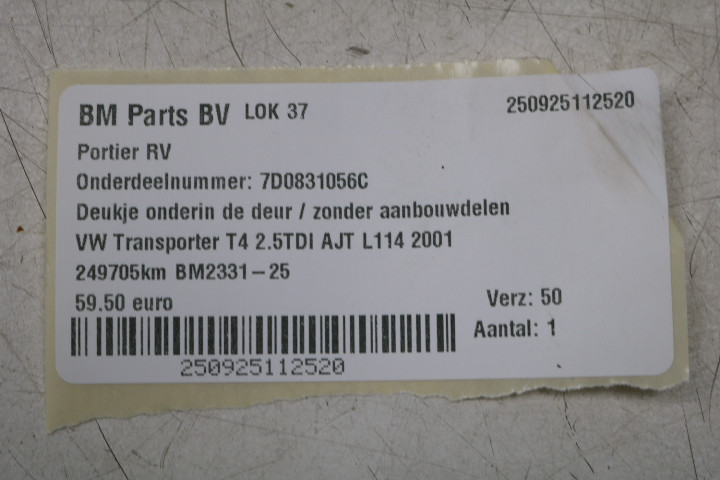 BM Parts BV LOK 37 250925112520
Portier RV
Onderdeelnummer: 7D0831056C
Deukje onderin de deur / zonder aanbouwdelen
VW Transporter T4 2.5TDI AJT L114 2001
249705km BM2331-25
59.50 euro Verz: 50
Aantal: 1
250925112520